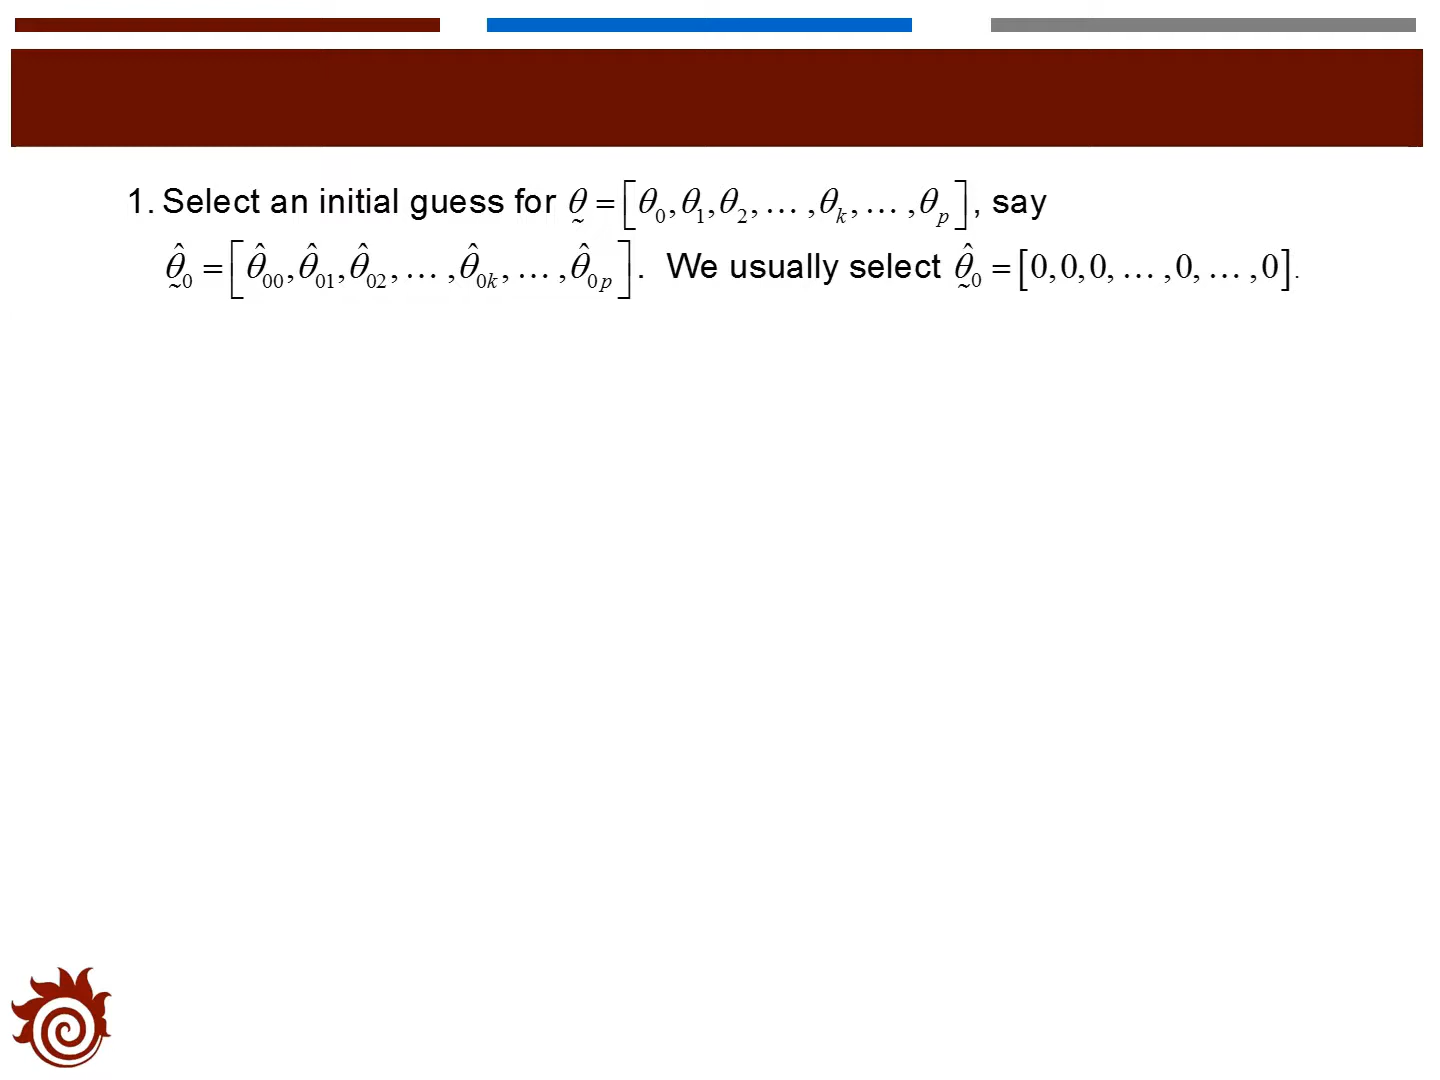 1. Select an initial guess for θ̰ = [θ₀, θ₁, θ₂, … , θₖ, … , θₚ], say
θ̰̂₀ = [θ̂₀₀, θ̂₀₁, θ̂₀₂, … , θ̂₀ₖ, … , θ̂₀ₚ]. We usually select θ̰̂₀ = [0,0,0, … ,0, … ,0].